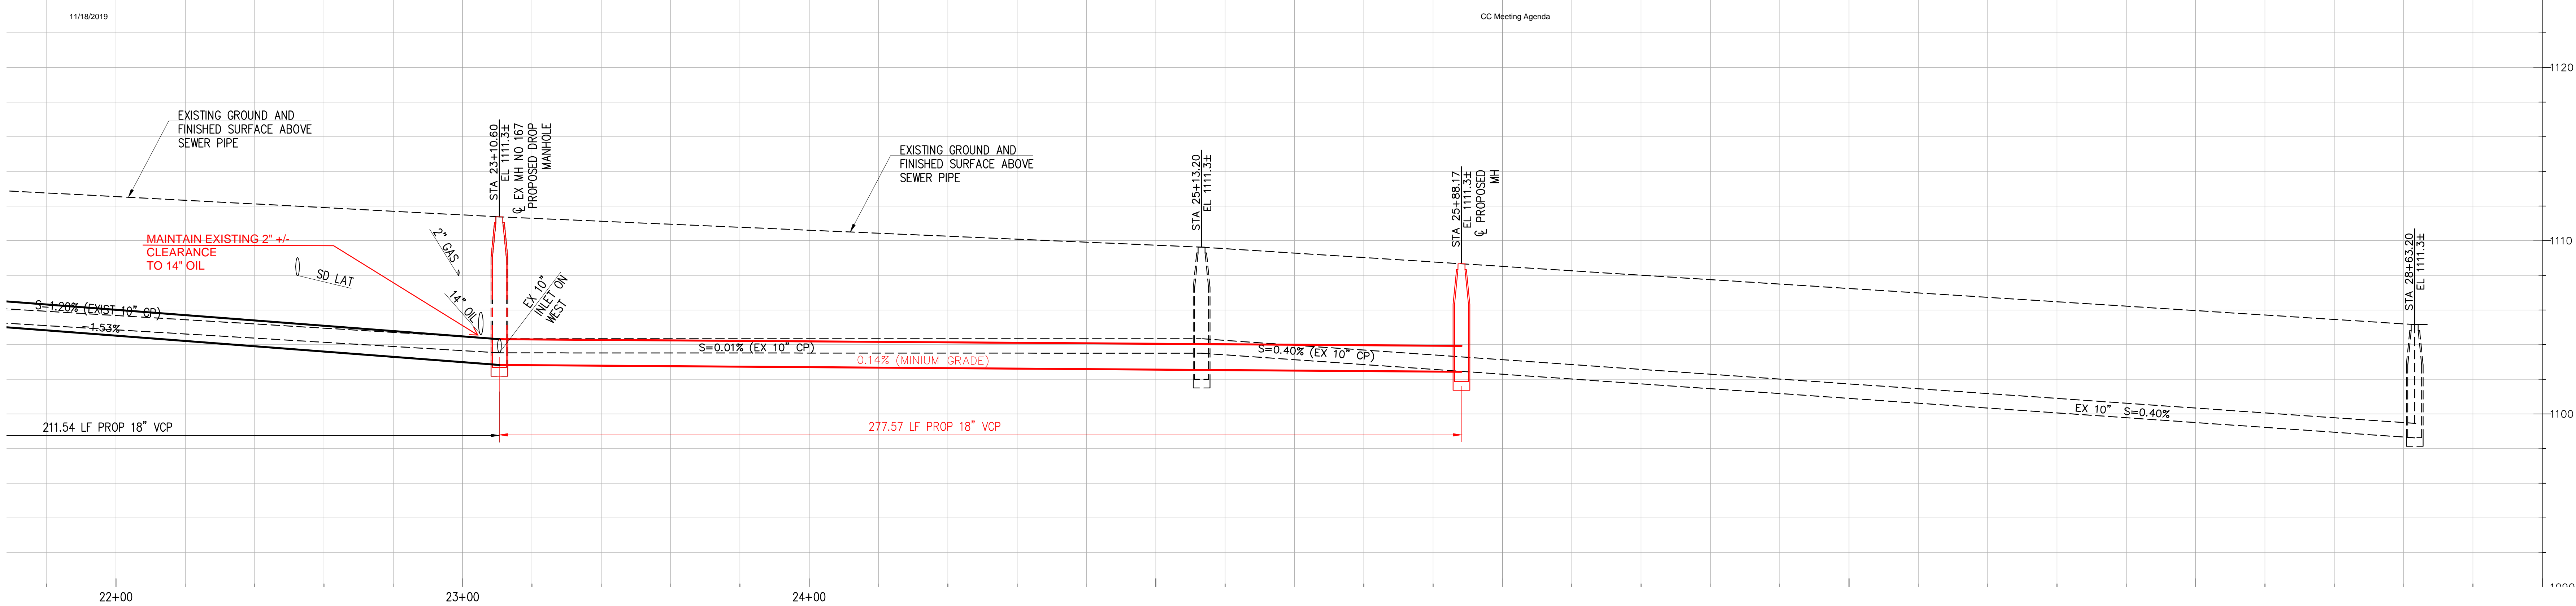 11/18/2019
CC Meeting Agenda
1120
EXISTING GROUND AND
FINISHED SURFACE ABOVE
SEWER PIPE
STA 23+10.60
EL 1111.3±
℄ EX MH NO 167
PROPOSED DROP
MANHOLE
EXISTING GROUND AND
FINISHED SURFACE ABOVE
SEWER PIPE
STA 25+13.20
EL 1111.3±
STA 25+88.17
EL 1111.3±
℄ PROPOSED
MH
STA 28+63.20
EL 1111.3±
1110
MAINTAIN EXISTING 2" +/-
CLEARANCE
TO 14" OIL
2" GAS
SD LAT
14" OIL
EX 10"
INLET ON
WEST
S=1.20% (EXIST 10" CP)
-1.53%
S=0.01% (EX 10" CP)
0.14% (MINIUM GRADE)
S=0.40% (EX 10" CP)
EX 10" S=0.40%
1100
211.54 LF PROP 18" VCP
277.57 LF PROP 18" VCP
22+00
23+00
24+00